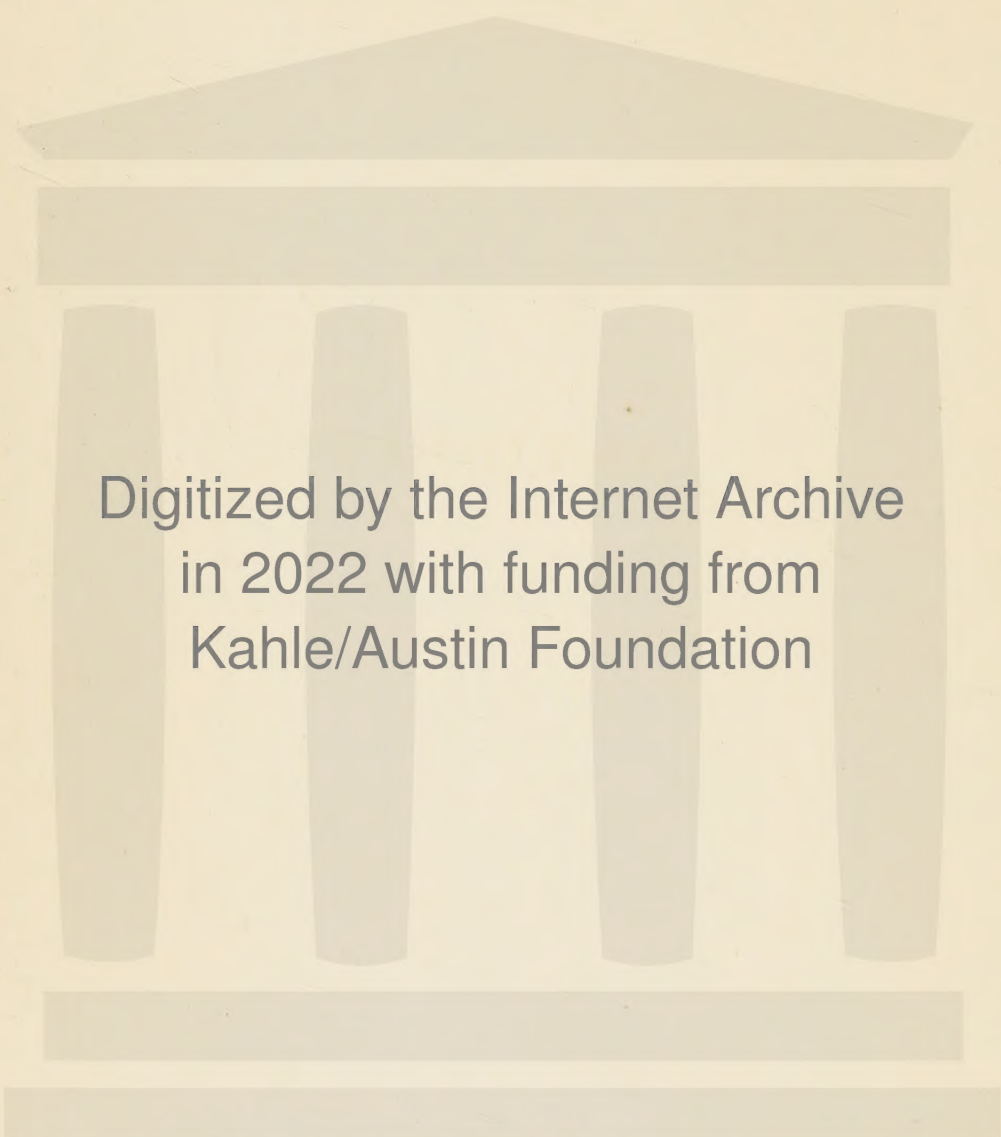 Digitized by the Internet Archive
in 2022 with funding from
Kahle/Austin Foundation